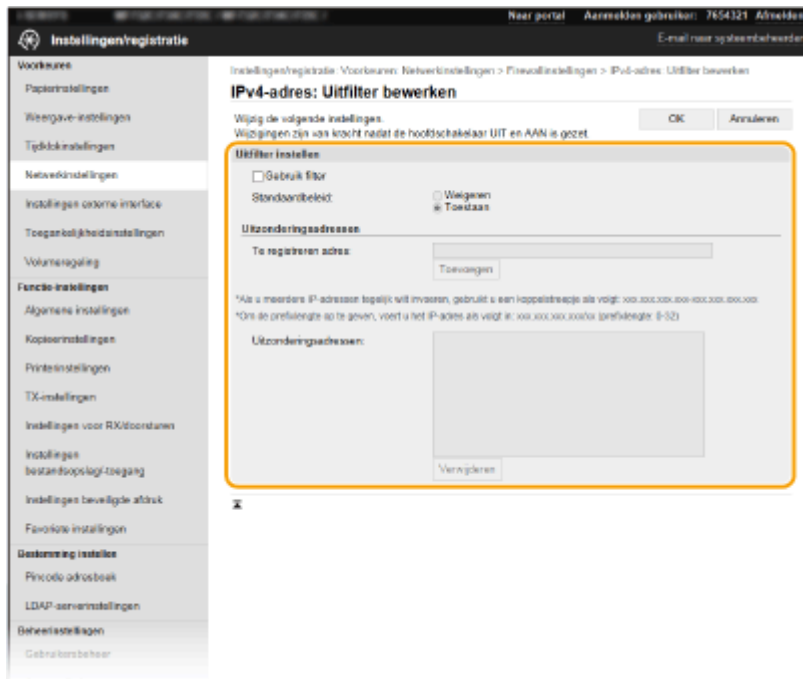 Naar portal Aanmelden gebruiker: 7654321 Afmelden
Instellingen/registratie
E-mail naar systeembeheerder
Voorkeuren
Papierinstellingen
Weergave-instellingen
Tijdklokinstellingen
Netwerkinstellingen
Instellingen externe interface
Toegankelijkheidsinstellingen
Volumeregeling
Functie-instellingen
Algemene instellingen
Kopieerinstellingen
Printerinstellingen
TX-instellingen
Instellingen voor RX/doorsturen
Instellingen
bestandsopslag/-toegang
Instellingen beveiligde afdruk
Favoriete instellingen
Bestemming instellen
Pincode adresboek
LDAP-serverinstellingen
Beheerinstellingen
Gebruikersbeheer
Instellingen/registratie: Voorkeuren: Netwerkinstellingen > Firewallinstellingen > IPv4-adres: Uitfilter bewerken
IPv4-adres: Uitfilter bewerken
Wijzig de volgende instellingen.
Wijzigingen zijn van kracht nadat de hoofdschakelaar UIT en AAN is gezet.
OK Annuleren
Uitfilter instellen
Gebruik filter
Standaardbeleid:
Weigeren
Toestaan
Uitzonderingsadressen
Te registreren adres:
Toevoegen
*Als u meerdere IP-adressen tegelijk wilt invoeren, gebruikt u een koppelstreepje als volgt: xxx.xxx.xxx.xxx-xxx.xxx.xxx.xxx
*Om de prefixlengte op te geven, voert u het IP-adres als volgt in: xxx.xxx.xxx.xxx/xx (prefixlengte: 0-32)
Uitzonderingsadressen:
Verwijderen